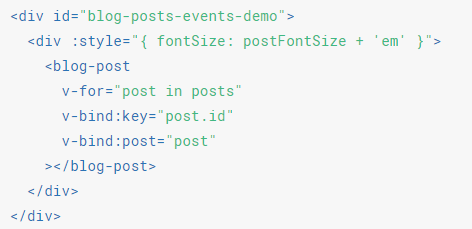 <div id="blog-posts-events-demo">
  <div :style="{ fontSize: postFontSize + 'em' }">
    <blog-post
      v-for="post in posts"
      v-bind:key="post.id"
      v-bind:post="post"
    ></blog-post>
  </div>
</div>